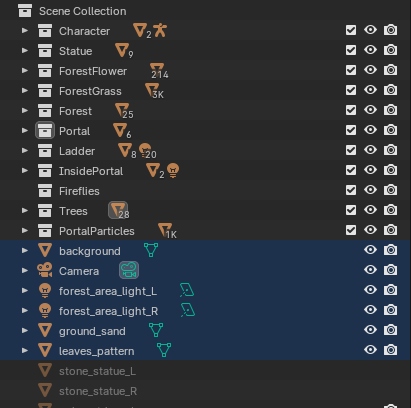 Scene Collection
Character 2
Statue 9
ForestFlower 214
ForestGrass 3K
Forest 25
Portal 6
Ladder 8 20
InsidePortal 2
Fireflies
Trees 28
PortalParticles 1K
background
Camera
forest_area_light_L
forest_area_light_R
ground_sand
leaves_pattern
stone_statue_L
stone_statue_R